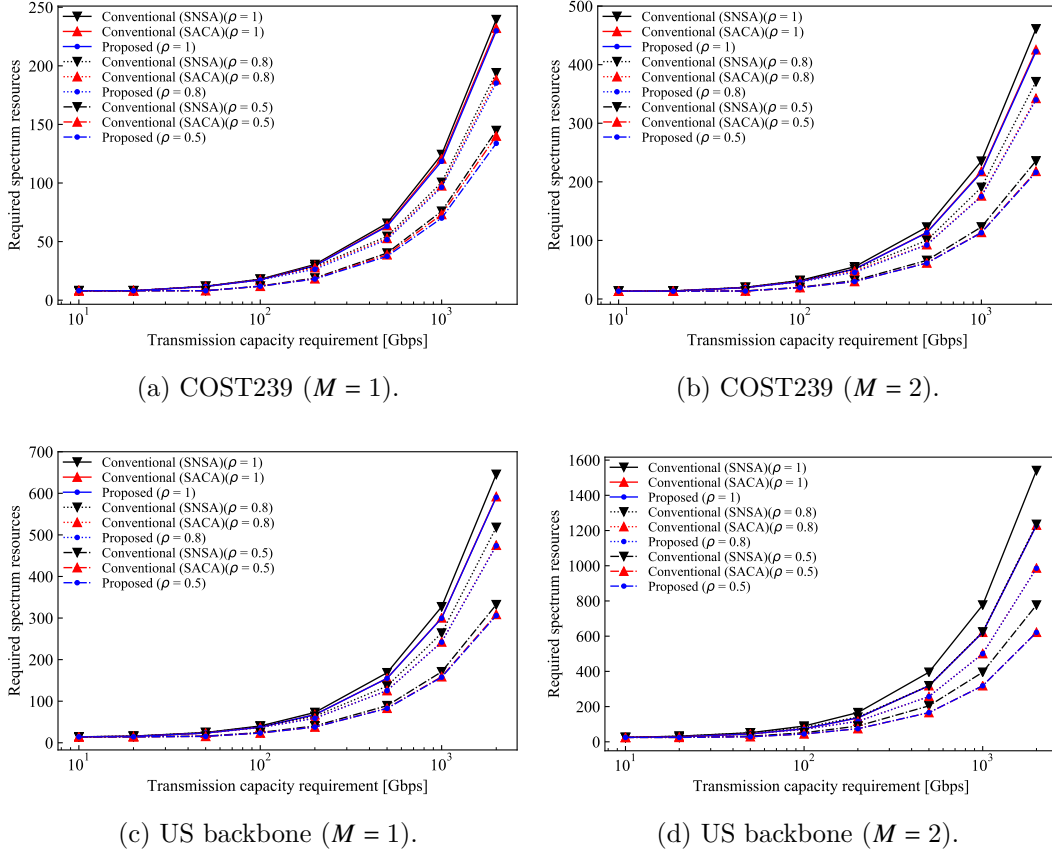 Conventional (SNSA)(ρ = 1)
Conventional (SACA)(ρ = 1)
Proposed (ρ = 1)
Conventional (SNSA)(ρ = 0.8)
Conventional (SACA)(ρ = 0.8)
Proposed (ρ = 0.8)
Conventional (SNSA)(ρ = 0.5)
Conventional (SACA)(ρ = 0.5)
Proposed (ρ = 0.5)
Required spectrum resources
250
200
150
100
50
0
10^1 10^2 10^3
Transmission capacity requirement [Gbps]
(a) COST239 (M = 1).
Conventional (SNSA)(ρ = 1)
Conventional (SACA)(ρ = 1)
Proposed (ρ = 1)
Conventional (SNSA)(ρ = 0.8)
Conventional (SACA)(ρ = 0.8)
Proposed (ρ = 0.8)
Conventional (SNSA)(ρ = 0.5)
Conventional (SACA)(ρ = 0.5)
Proposed (ρ = 0.5)
Required spectrum resources
500
400
300
200
100
0
10^1 10^2 10^3
Transmission capacity requirement [Gbps]
(b) COST239 (M = 2).
Conventional (SNSA)(ρ = 1)
Conventional (SACA)(ρ = 1)
Proposed (ρ = 1)
Conventional (SNSA)(ρ = 0.8)
Conventional (SACA)(ρ = 0.8)
Proposed (ρ = 0.8)
Conventional (SNSA)(ρ = 0.5)
Conventional (SACA)(ρ = 0.5)
Proposed (ρ = 0.5)
Required spectrum resources
700
600
500
400
300
200
100
0
10^1 10^2 10^3
Transmission capacity requirement [Gbps]
(c) US backbone (M = 1).
Conventional (SNSA)(ρ = 1)
Conventional (SACA)(ρ = 1)
Proposed (ρ = 1)
Conventional (SNSA)(ρ = 0.8)
Conventional (SACA)(ρ = 0.8)
Proposed (ρ = 0.8)
Conventional (SNSA)(ρ = 0.5)
Conventional (SACA)(ρ = 0.5)
Proposed (ρ = 0.5)
Required spectrum resources
1600
1400
1200
1000
800
600
400
200
0
10^1 10^2 10^3
Transmission capacity requirement [Gbps]
(d) US backbone (M = 2).